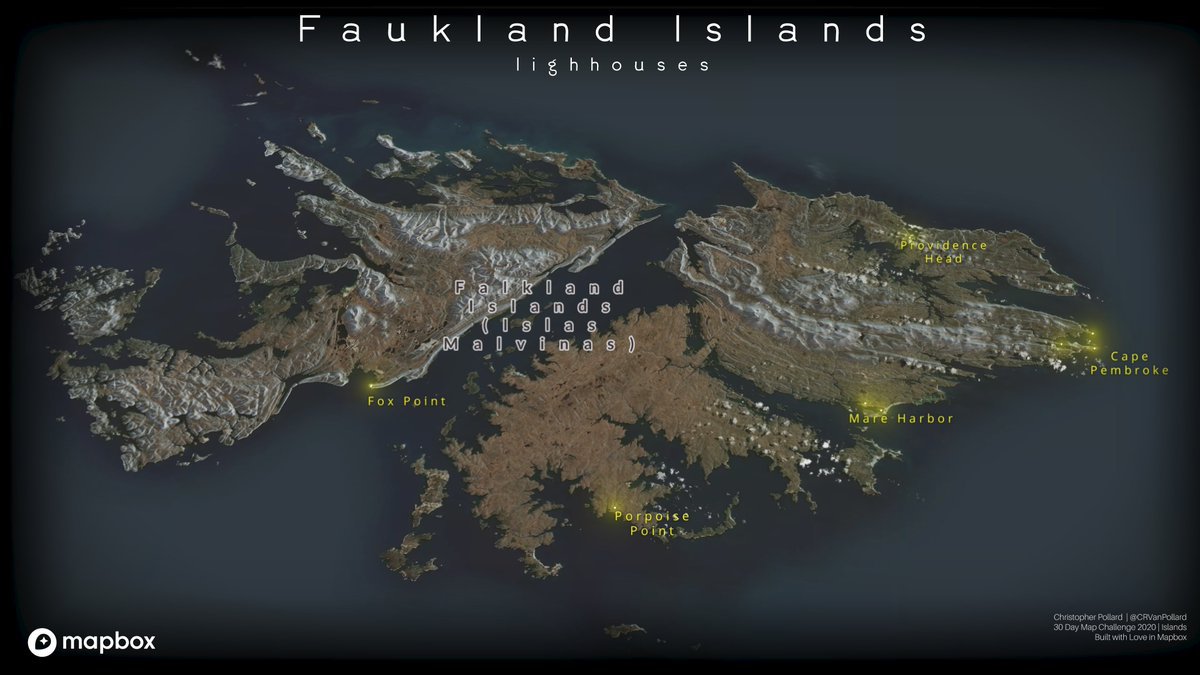 Faukland Islands
lighhouses
Providence
Head
Falkland
Islands
(Islas
Malvinas)
Cape
Pembroke
Fox Point
Mare Harbor
Porpoise
Point
Christopher Pollard | @CRVanPollard
30 Day Map Challenge 2020 | Islands
Built with Love in Mapbox
mapbox